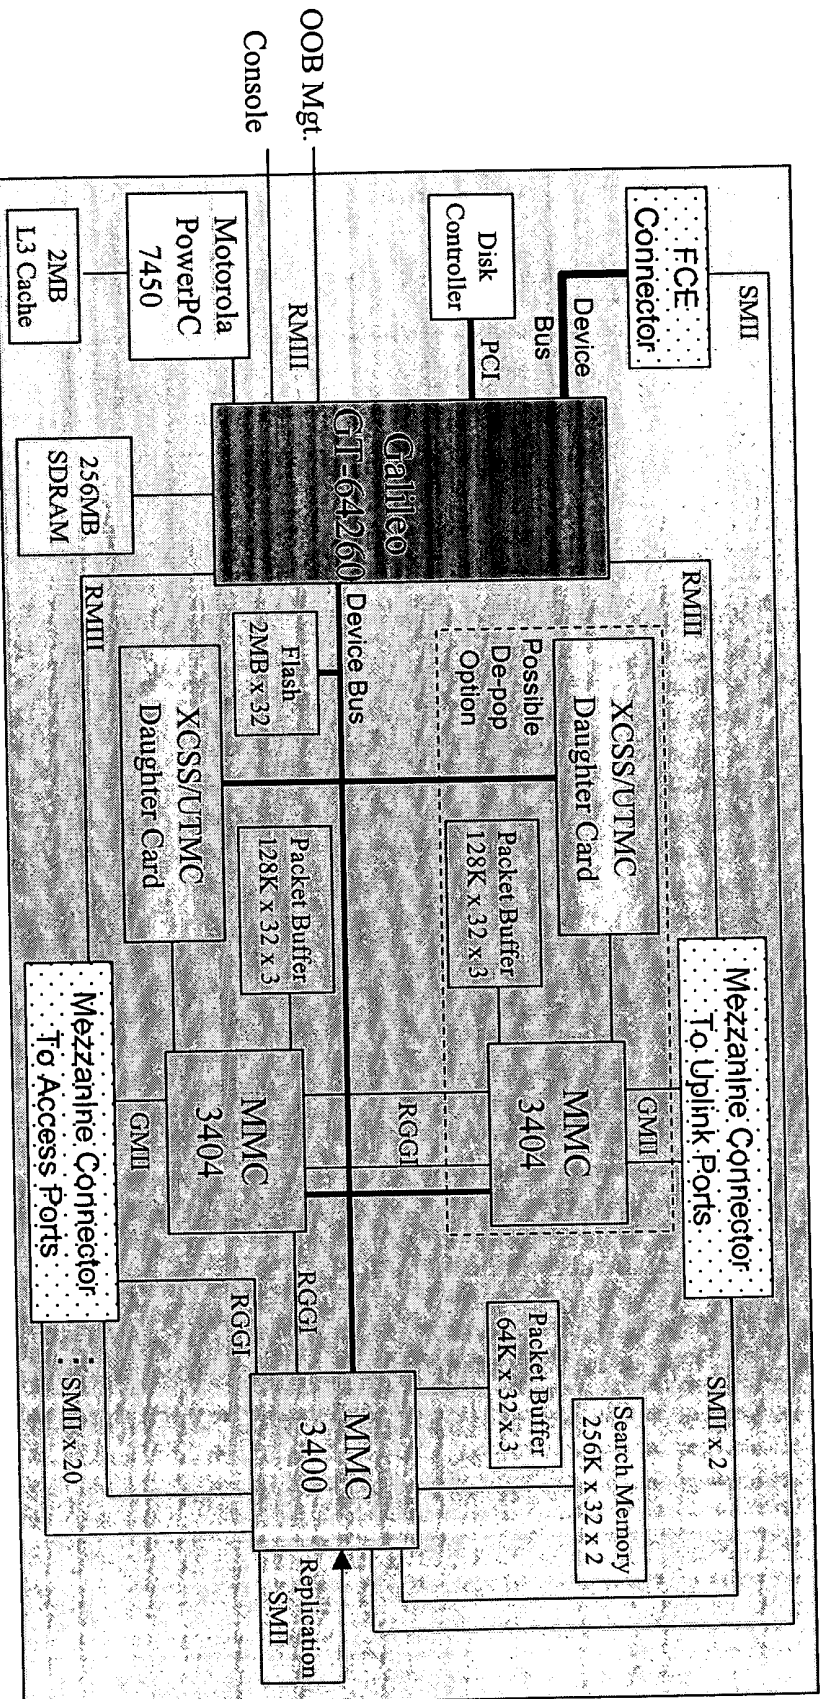 OOB Mgt.
Console
FCE
Connector
SMII
Device
Bus
Disk
Controller
PCI
RMIII
Motorola
PowerPC
7450
2MB
L3 Cache
Galileo
GT-64260
256MB
SDRAM
RMIII
RMIII
Device Bus
Flash
2MB x 32
Possible
De-pop
Option
XCSS/UTMC
Daughter Card
XCSS/UTMC
Daughter Card
Packet Buffer
128K x 32 x 3
Packet Buffer
128K x 32 x 3
Mezzanine Connector
To Uplink Ports
GMII
MMC
3404
RGGI
MMC
3404
GMII
Mezzanine Connector
To Access Ports
RGGI
RGGI
SMII x 2
Packet Buffer
64K x 32 x 3
Search Memory
256K x 32 x 2
MMC
3400
SMII x 20
Replication
SMII